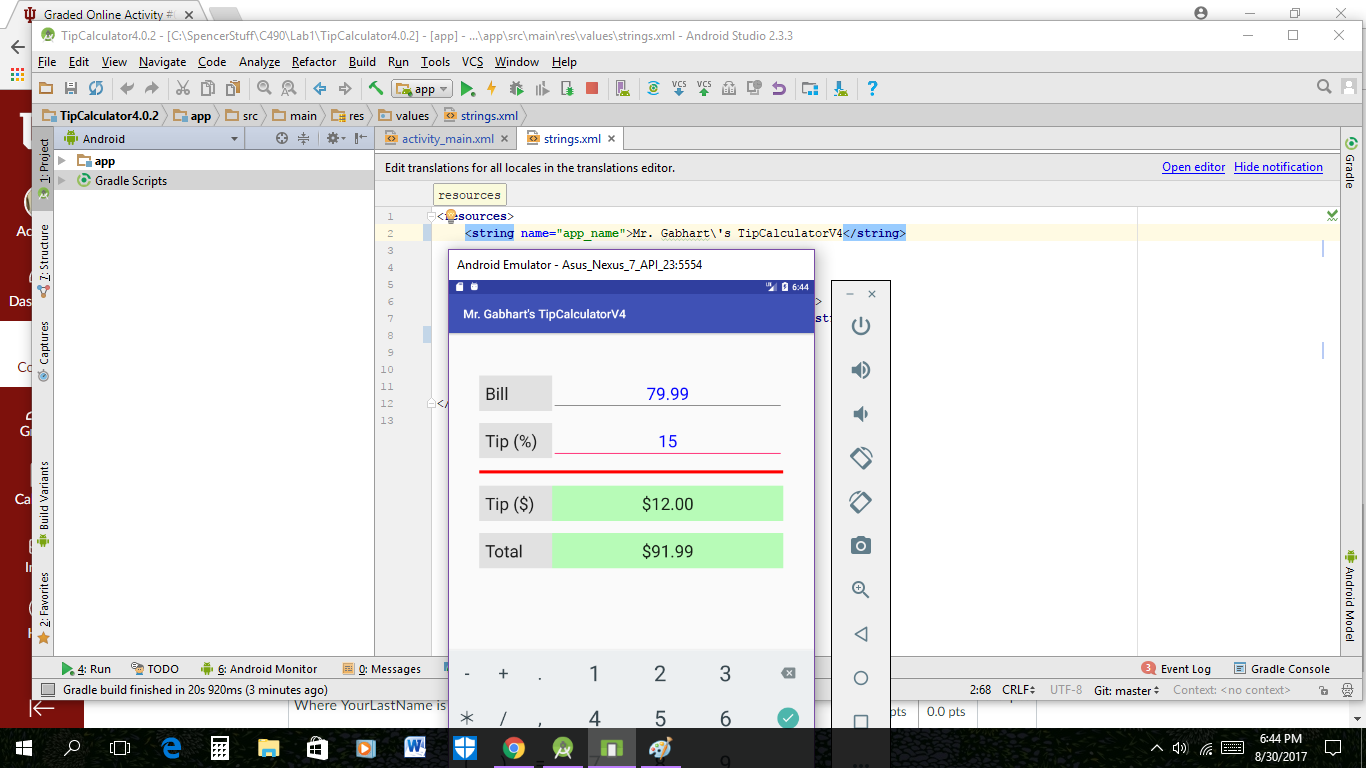 Graded Online Activity #
TipCalculator4.0.2 - [C:\SpencerStuff\C490\Lab1\TipCalculator4.0.2] - [app] - ...\app\src\main\res\values\strings.xml - Android Studio 2.3.3
File Edit View Navigate Code Analyze Refactor Build Run Tools VCS Window Help
app VCS VCS
TipCalculator4.0.2 app src main res values strings.xml
Android activity_main.xml strings.xml
1: Project
7: Structure
Captures
Build Variants
2: Favorites
app
Gradle Scripts
Edit translations for all locales in the translations editor. Open editor Hide notification
resources
1 <resources>
2 <string name="app_name">Mr. Gabhart\'s TipCalculatorV4</string>
3
4
5
6 >
7 st
8
9
10
11
12 </
13
Gradle
Android Model
Android Emulator - Asus_Nexus_7_API_23:5554
6:44
Mr. Gabhart's TipCalculatorV4
Bill 79.99
Tip (%) 15
Tip ($) $12.00
Total $91.99
- + . 1 2 3
* / , 4 5 6
4: Run TODO 6: Android Monitor 0: Messages 3 Event Log Gradle Console
Gradle build finished in 20s 920ms (3 minutes ago) 2:68 CRLF UTF-8 Git: master Context: <no context>
Where YourLastName is pts 0.0 pts
6:44 PM
8/30/2017